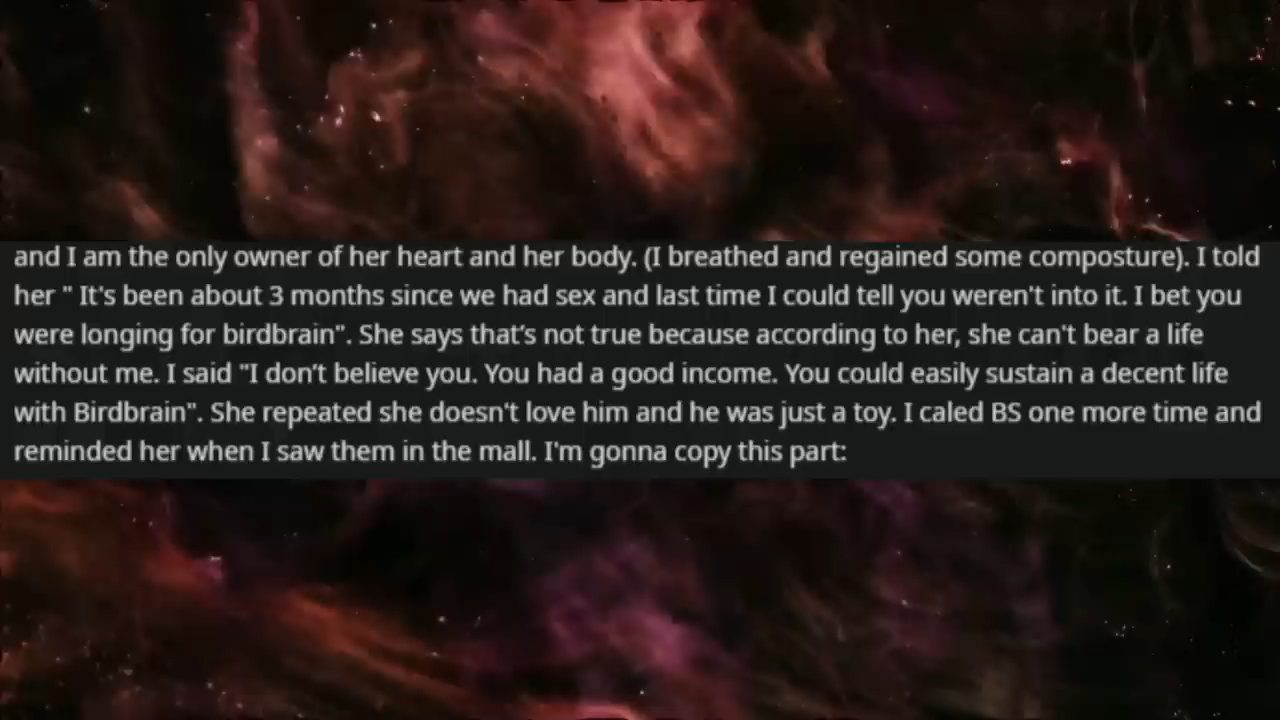 and I am the only owner of her heart and her body. (I breathed and regained some composture). I told
her " It's been about 3 months since we had sex and last time I could tell you weren't into it. I bet you
were longing for birdbrain". She says that’s not true because according to her, she can't bear a life
without me. I said "I don’t believe you. You had a good income. You could easily sustain a decent life
with Birdbrain". She repeated she doesn't love him and he was just a toy. I caled BS one more time and
reminded her when I saw them in the mall. I'm gonna copy this part: